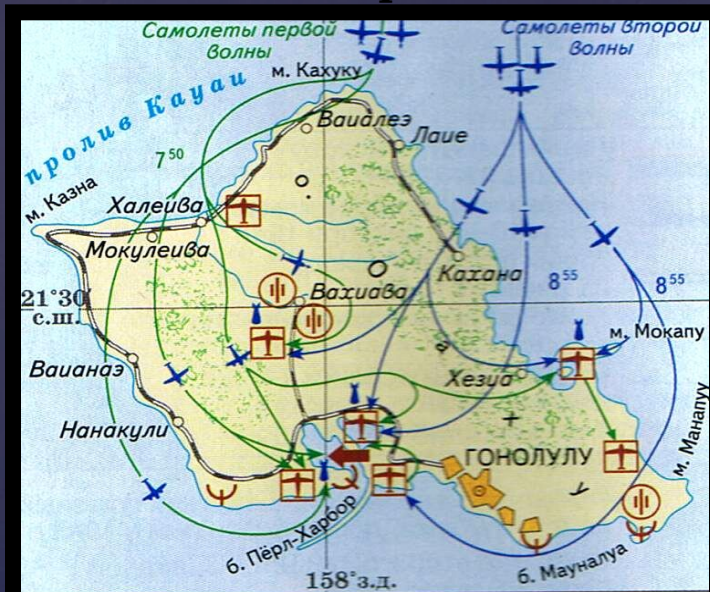 Самолеты первой
волны
Самолеты второй
волны
м. Кахуку
пролив Кауаи
Ваиалеэ
Лаие
7⁵⁰
м. Казна
Халеива
Мокулеива
Кахана
8⁵⁵
8⁵⁵
21°30'
с.ш.
Вахиава
м. Мокапу
Ваианаэ
Хезиа
Нанакули
ГОНОЛУЛУ
м. Манапуу
б. Пёрл-Харбор
б. Мауналуа
158°з.д.